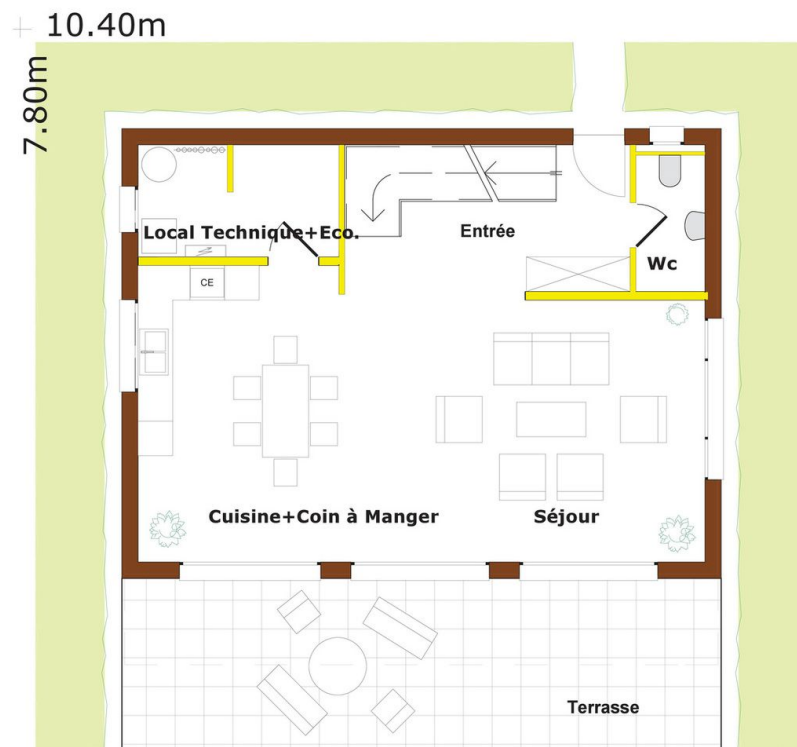 10.40m
7.80m
Local Technique+Eco.
Entrée
Wc
CE
Cuisine+Coin à Manger
Séjour
Terrasse